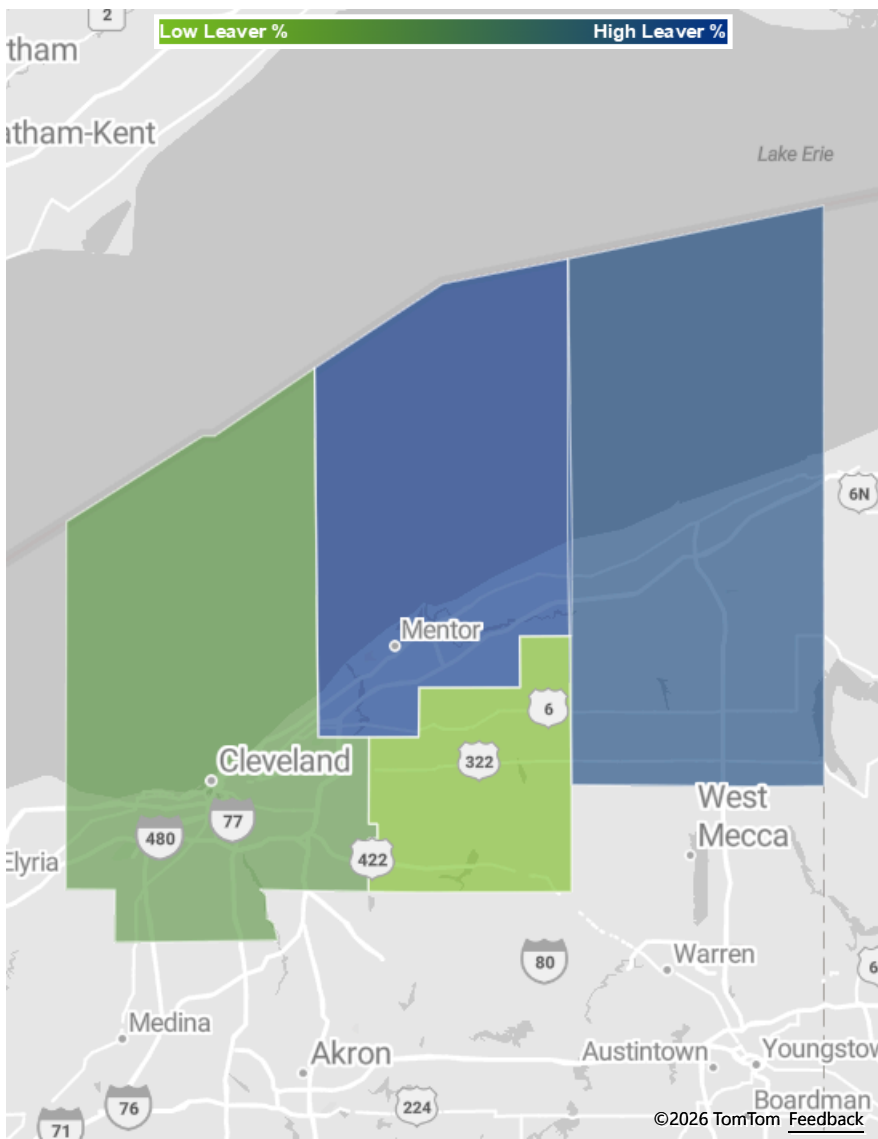 2
Low Leaver %
High Leaver %
tham
atham-Kent
Lake Erie
6N
Mentor
6
322
Cleveland
77
480
West
Mecca
Elyria
422
80
Warren
6
Medina
Akron
Austintown
Youngstow
76
224
Boardman
71
©2026 TomTom Feedback